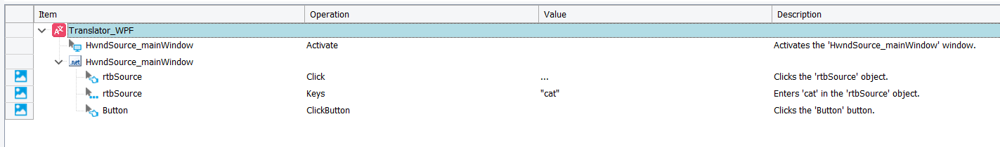 Item Operation Value Description
Translator_WPF
HwndSource_mainWindow Activate Activates the 'HwndSource_mainWindow' window.
.net HwndSource_mainWindow
rtbSource Click ... Clicks the 'rtbSource' object.
rtbSource Keys "cat" Enters 'cat' in the 'rtbSource' object.
Button ClickButton Clicks the 'Button' button.